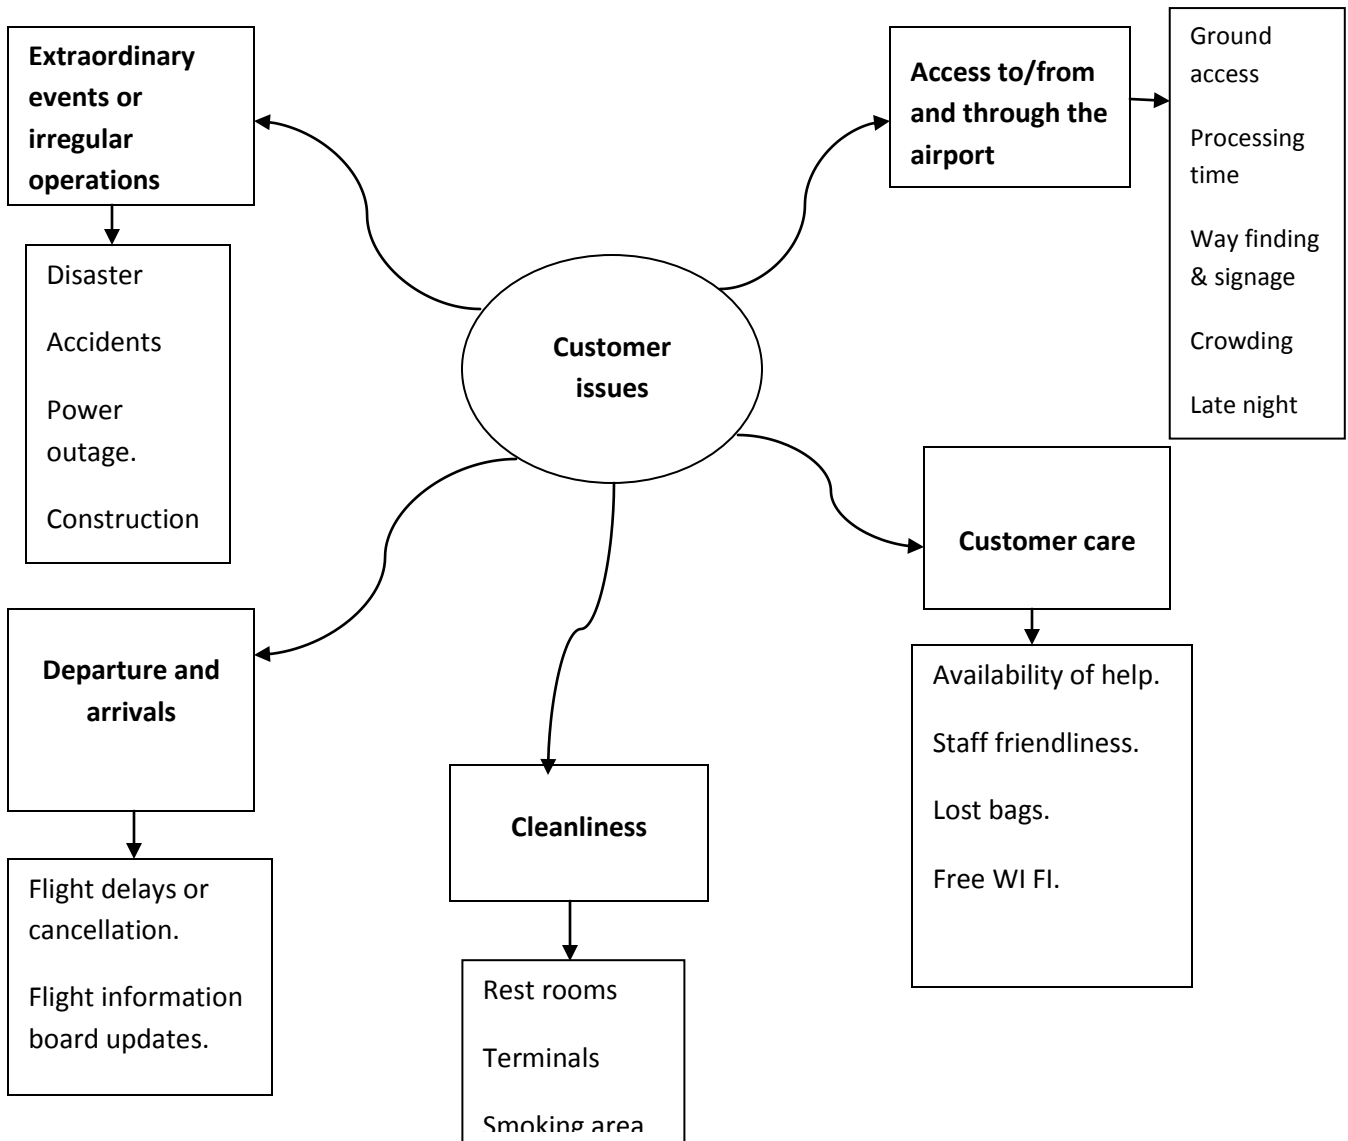 Extraordinary
events or
irregular
operations
Disaster
Accidents
Power
outage.
Construction
Access to/from
and through the
airport
Ground
access
Processing
time
Way finding
& signage
Crowding
Late night
Customer
issues
Customer care
Availability of help.
Staff friendliness.
Lost bags.
Free WI FI.
Departure and
arrivals
Flight delays or
cancellation.
Flight information
board updates.
Cleanliness
Rest rooms
Terminals
Smoking area